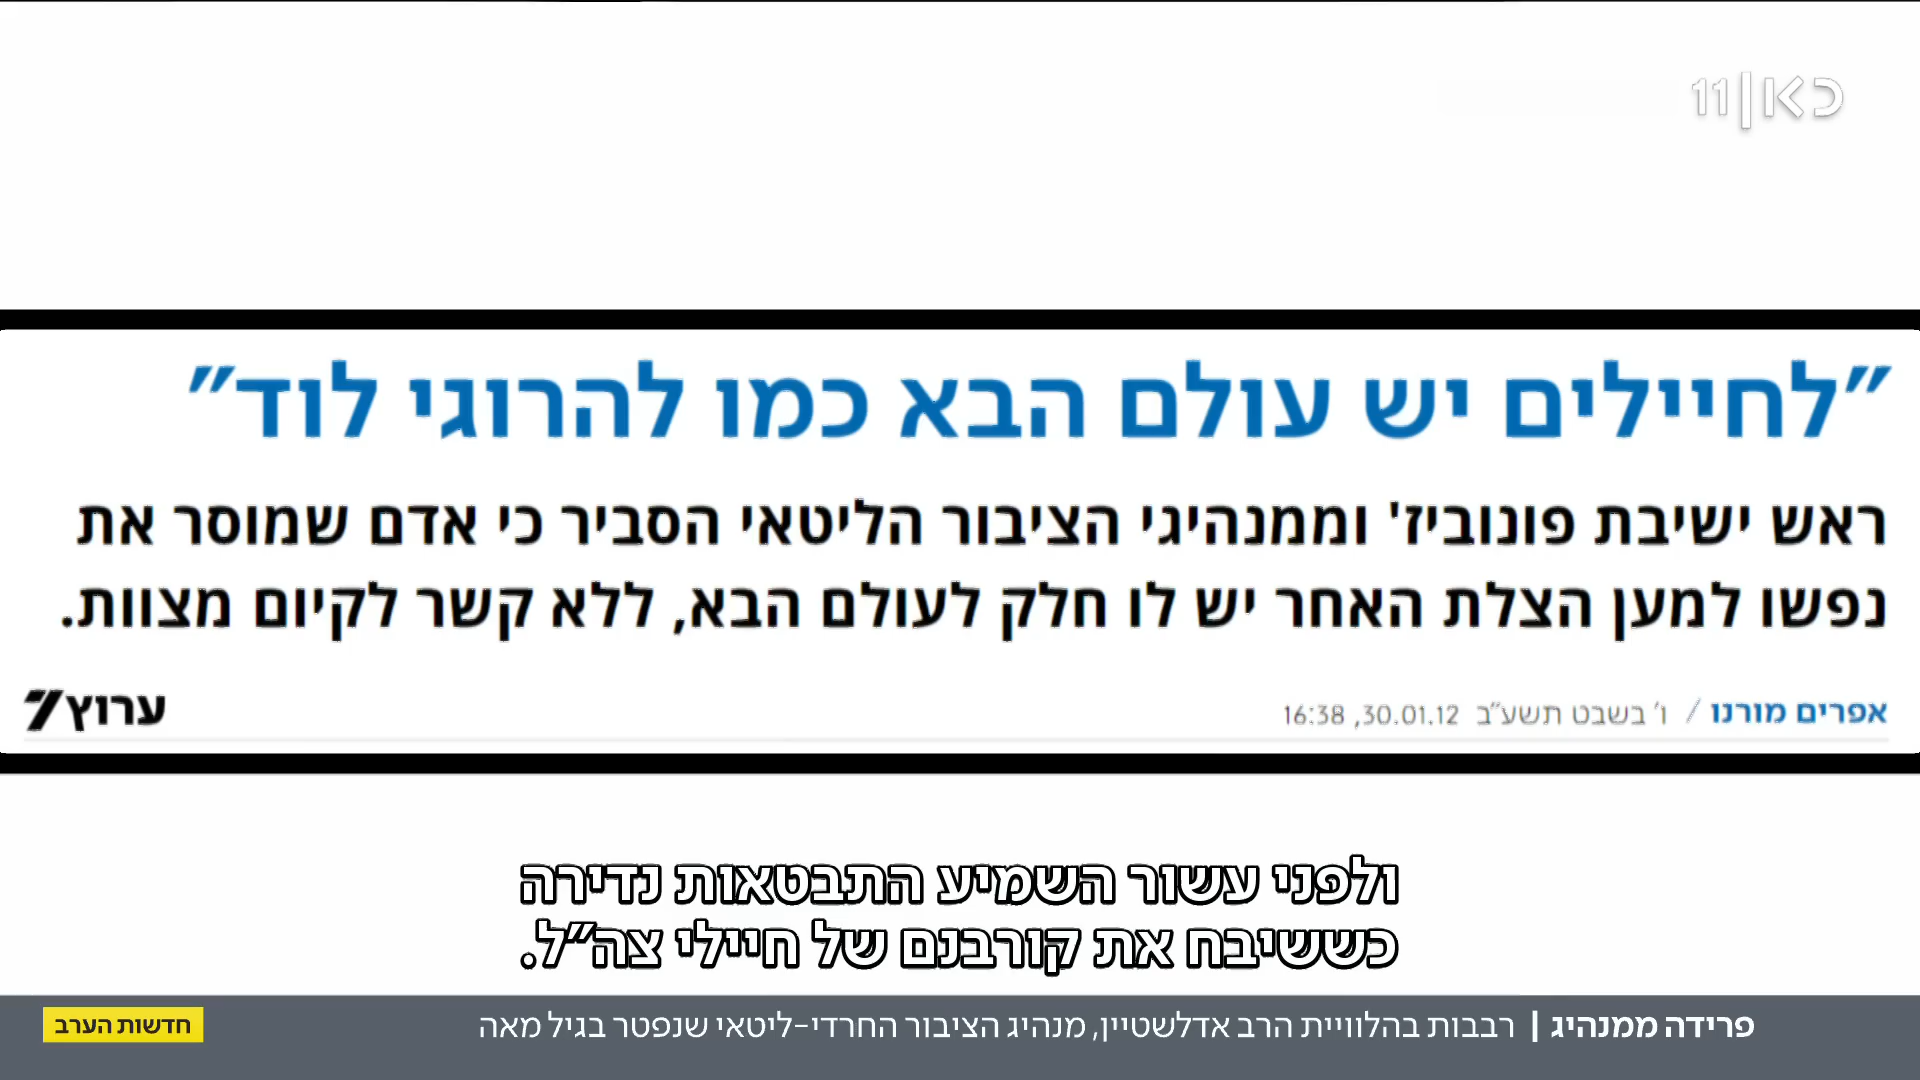 כאן 11
"לחיילים יש עולם הבא כמו להרוגי לוד"
ראש ישיבת פונוביז' וממנהיגי הציבור הליטאי הסביר כי אדם שמוסר את
נפשו למען הצלת האחר יש לו חלק לעולם הבא, ללא קשר לקיום מצוות.
אפרים מורנו / ו' בשבט תשע"ב 30.01.12, 16:38
ערוץ 7
ולפני עשור השמיע התבטאות נדירה
כששיבח את קורבנם של חיילי צה"ל.
פרידה ממנהיג | רבבות בהלוויית הרב אדלשטיין, מנהיג הציבור החרדי-ליטאי שנפטר בגיל מאה
חדשות הערב